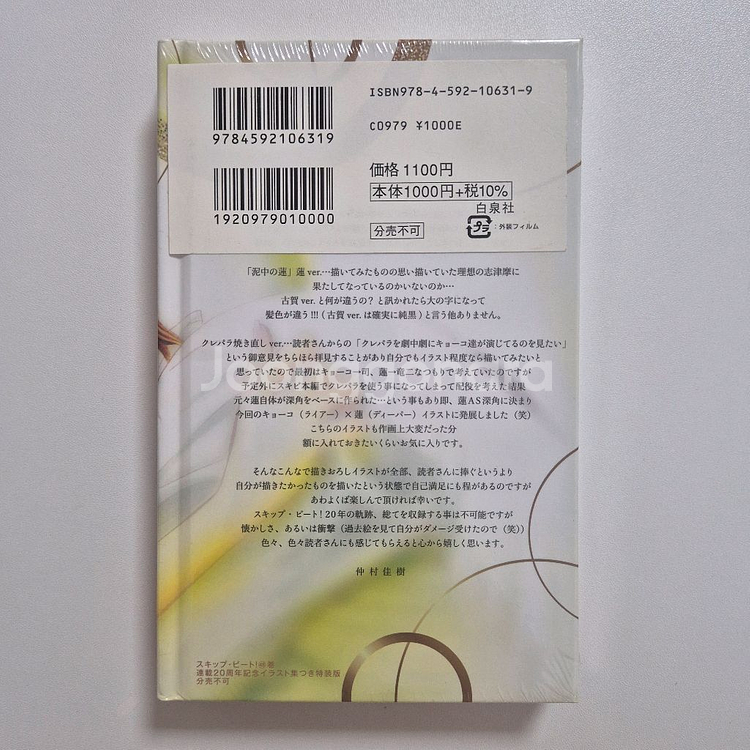 ISBN978-4-592-10631-9
9784592106319
C0979 ¥1000E
価格 1100円
本体1000円+税10%
1920979010000
白泉社
分売不可
プラ
:外装フィルム
「泥中の蓮」蓮 ver.…描いてみたものの思い描いていた理想の志津摩に
果たしてなっているのかいないのか…
古賀 ver. と何が違うの? と訊かれたら大の字になって
髪色が違う!!! ( 古賀 ver. は確実に純黒 ) と言う他ありません。
クレパラ焼き直し ver.…読者さんからの「クレパラを劇中劇にキョーコ達が演じてるのを見たい」
という御意見をちらほら拝見することがあり自分でもイラスト程度なら描いてみたいと
思っていたので最初はキョーコ一司、蓮一竜二なつもりで考えていたのですが
予定外にスキビ本編でクレパラを使う事になってしまって配役を考えた結果
元々蓮自体が深角をベースに作られた…という事もあり即、蓮AS深角に決まり
今回のキョーコ(ライアー)×蓮(ディーパー)イラストに発展しました(笑)
こちらのイラストも作画上大変だった分
額に入れておきたいくらいお気に入りです。
そんなこんなで描きおろしイラストが全部、読者さんに捧ぐというより
自分が描きたかったものを描いたという状態で自己満足にも程があるのですが
あわよくば楽しんで頂ければ幸いです。
スキップ・ビート!20年の軌跡、総てを収録する事は不可能ですが
懐かしさ、あるいは衝撃(過去絵を見て自分がダメージ受けたので(笑))
色々、色々読者さんにも感じてもらえると心から嬉しく思います。
仲村佳樹
スキップ・ビート!
連載20周年記念イラスト集つき特装版
分売不可